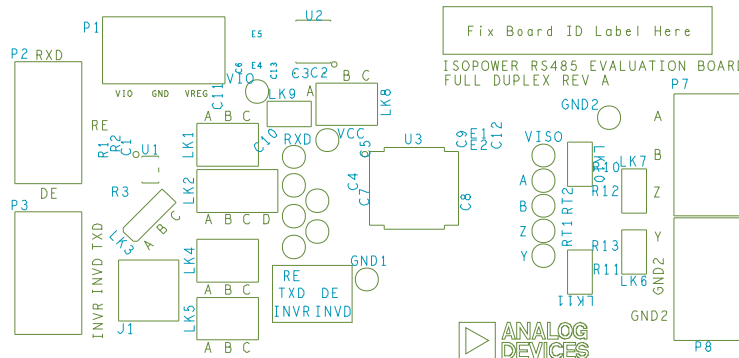 U2
P1
E5
Fix Board ID Label Here
P2 RXD
E4
C6
C13
C3C2
ISOPOWER RS485 EVALUATION BOARD
FULL DUPLEX REV A
VIO
B C
P7
VIO GND VREG
C11
LK9
A
LK8
GND2
A B C
A
RE
LK1
C10
RXD
VCC
U3
C9
E1
E2
C12
VISO
R1
R2
C1
U1
C5
LK10
LK7
B
R10
LK2
C4
C7
C8
A
R12
Z
DE
R3
RT2
P3
A B C D
B
LK3
A B C
Z
RT1
Y
TXD
INVD
INVR
LK4
GND1
Y
R13
R11
GND2
RE
LK6
J1
A B C
TXD DE
INVR INVD
LK11
LK5
GND2
ANALOG
DEVICES
A B C
P8